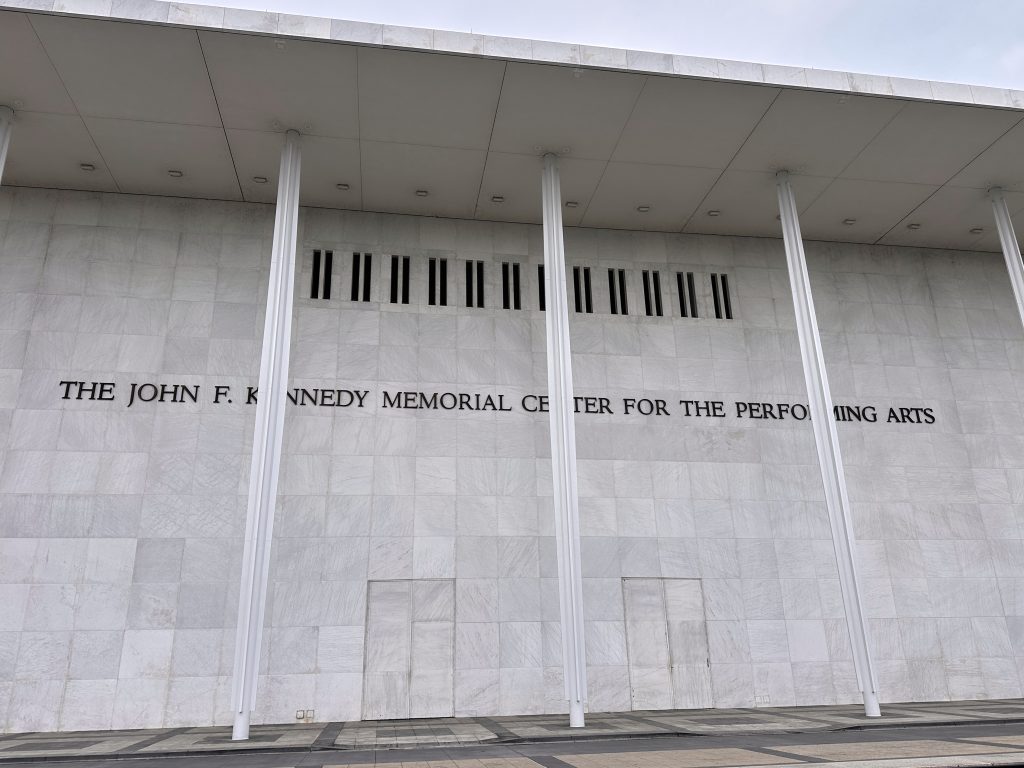 THE JOHN F. KENNEDY MEMORIAL CENTER FOR THE PERFORMING ARTS